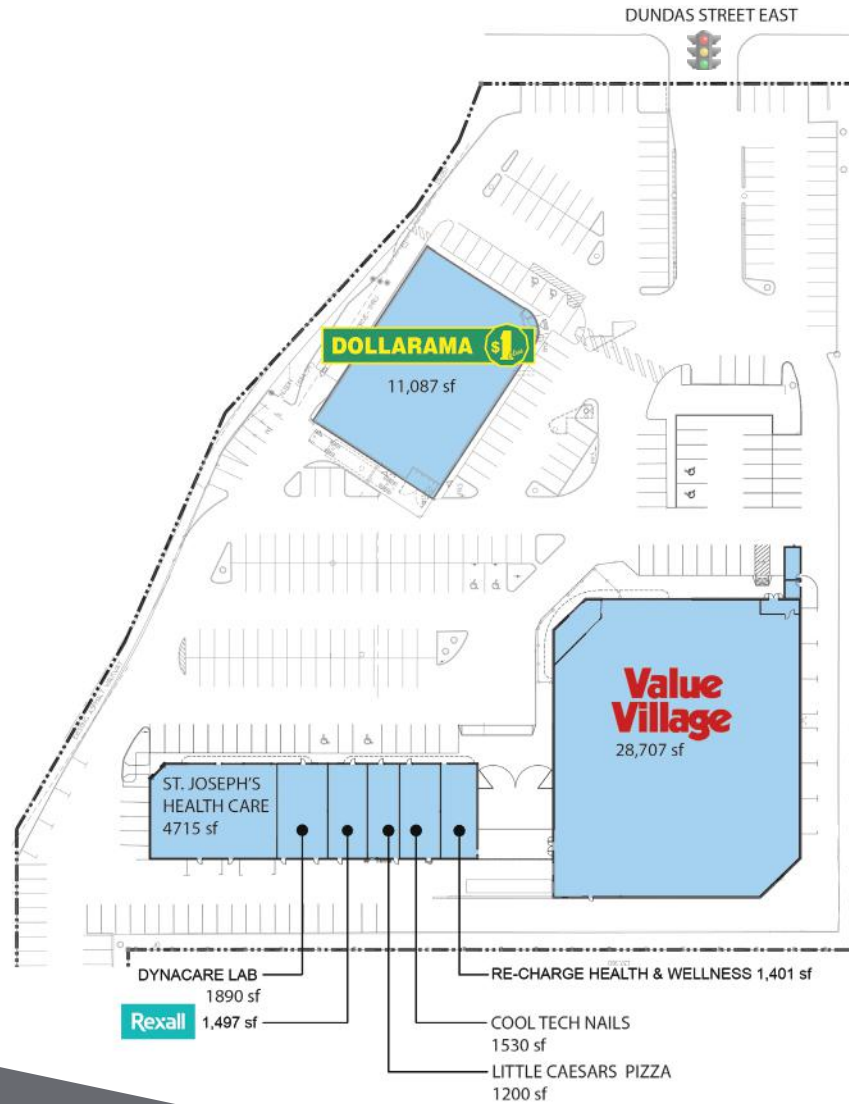 DUNDAS STREET EAST
DOLLARAMA $1
11,087 sf
Value
Village
28,707 sf
ST. JOSEPH'S
HEALTH CARE
4715 sf
DYNACARE LAB
1890 sf
Rexall 1,497 sf
RE-CHARGE HEALTH & WELLNESS 1,401 sf
COOL TECH NAILS
1530 sf
LITTLE CAESARS PIZZA
1200 sf